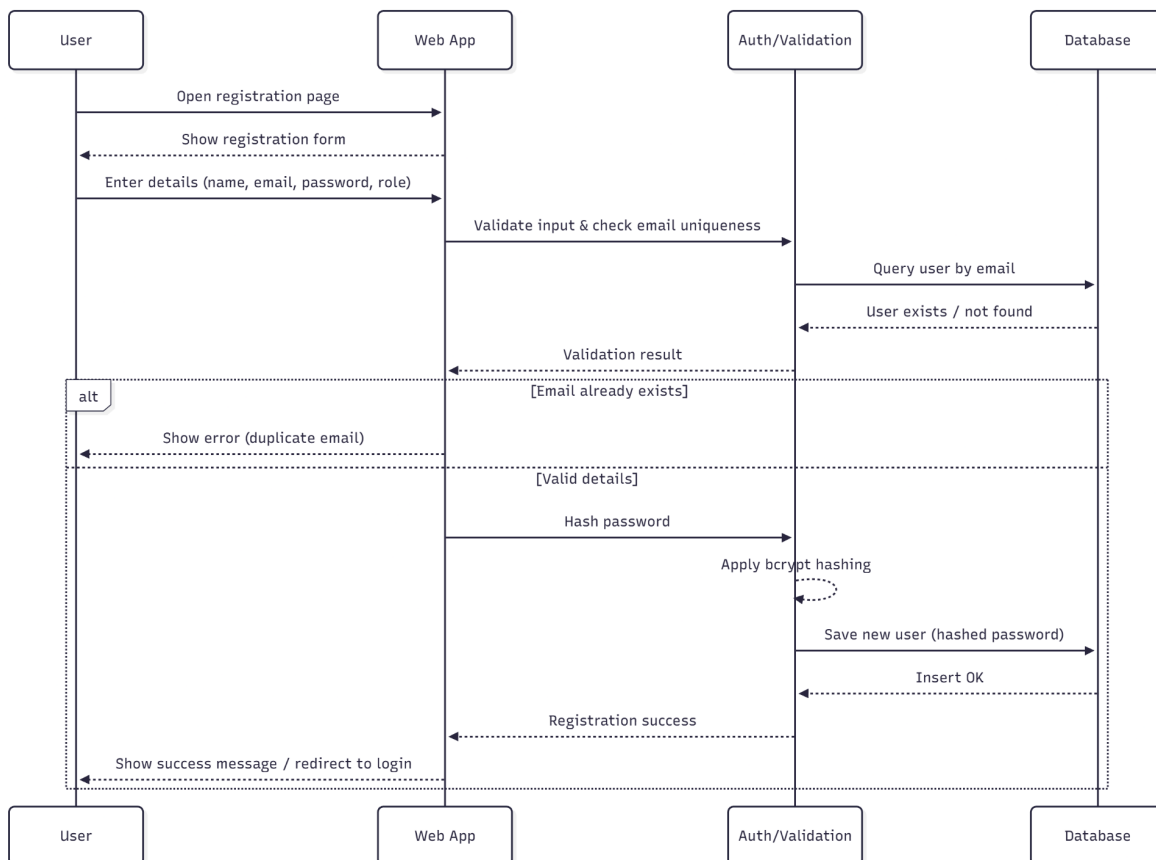 User
Web App
Auth/Validation
Database
Open registration page
Show registration form
Enter details (name, email, password, role)
Validate input & check email uniqueness
Query user by email
User exists / not found
Validation result
alt
[Email already exists]
Show error (duplicate email)
[Valid details]
Hash password
Apply bcrypt hashing
Save new user (hashed password)
Insert OK
Registration success
Show success message / redirect to login
User
Web App
Auth/Validation
Database